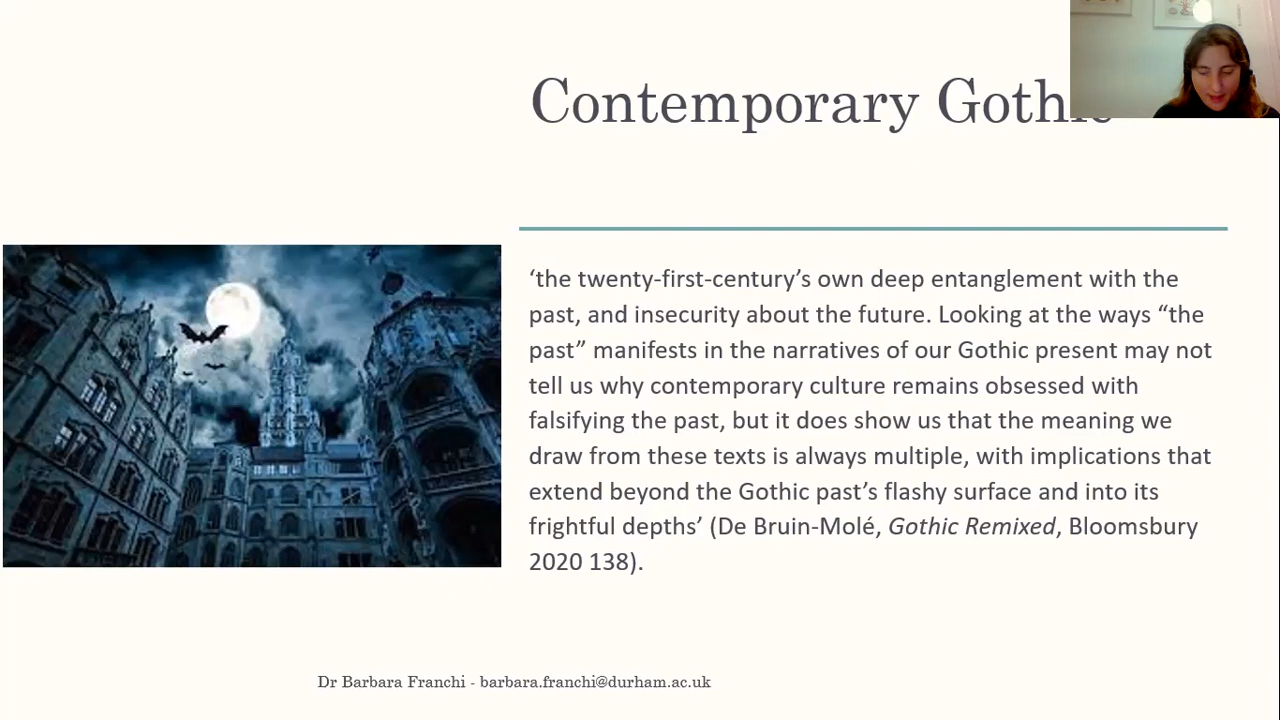 Contemporary Gothic
‘the twenty-first-century’s own deep entanglement with the
past, and insecurity about the future. Looking at the ways “the
past” manifests in the narratives of our Gothic present may not
tell us why contemporary culture remains obsessed with
falsifying the past, but it does show us that the meaning we
draw from these texts is always multiple, with implications that
extend beyond the Gothic past’s flashy surface and into its
frightful depths’ (De Bruin-Molé, Gothic Remixed, Bloomsbury
2020 138).
Dr Barbara Franchi - barbara.franchi@durham.ac.uk